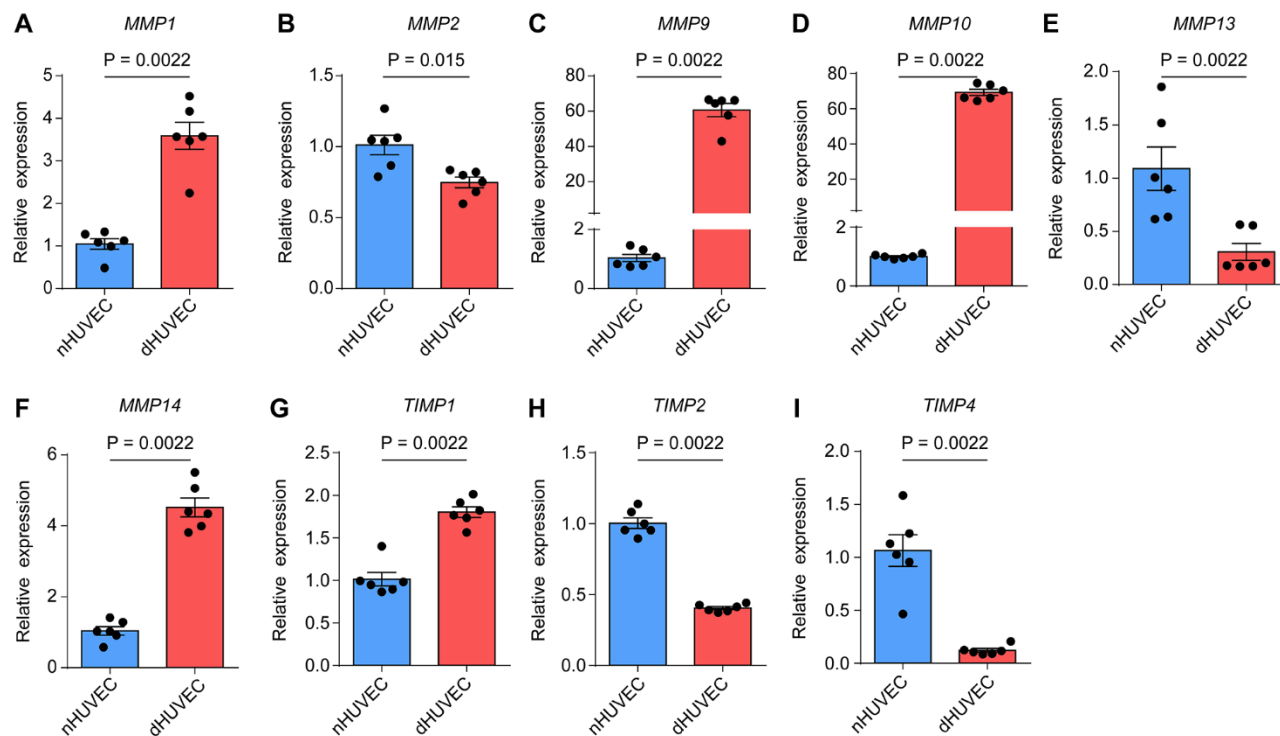 A MMP1 B MMP2 C MMP9 D MMP10 E MMP13
P = 0.0022 P = 0.015 P = 0.0022 P = 0.0022 P = 0.0022
Relative expression
5
4
3
2
1
0
nHUVEC dHUVEC
Relative expression
1.5
1.0
0.5
0.0
nHUVEC dHUVEC
Relative expression
80
60
40
20
2
0
nHUVEC dHUVEC
Relative expression
80
60
40
20
2
0
nHUVEC dHUVEC
Relative expression
2.0
1.5
1.0
0.5
0.0
nHUVEC dHUVEC
F MMP14 G TIMP1 H TIMP2 I TIMP4
P = 0.0022 P = 0.0022 P = 0.0022 P = 0.0022
Relative expression
6
4
2
0
nHUVEC dHUVEC
Relative expression
2.5
2.0
1.5
1.0
0.5
0.0
nHUVEC dHUVEC
Relative expression
1.5
1.0
0.5
0.0
nHUVEC dHUVEC
Relative expression
2.0
1.5
1.0
0.5
0.0
nHUVEC dHUVEC